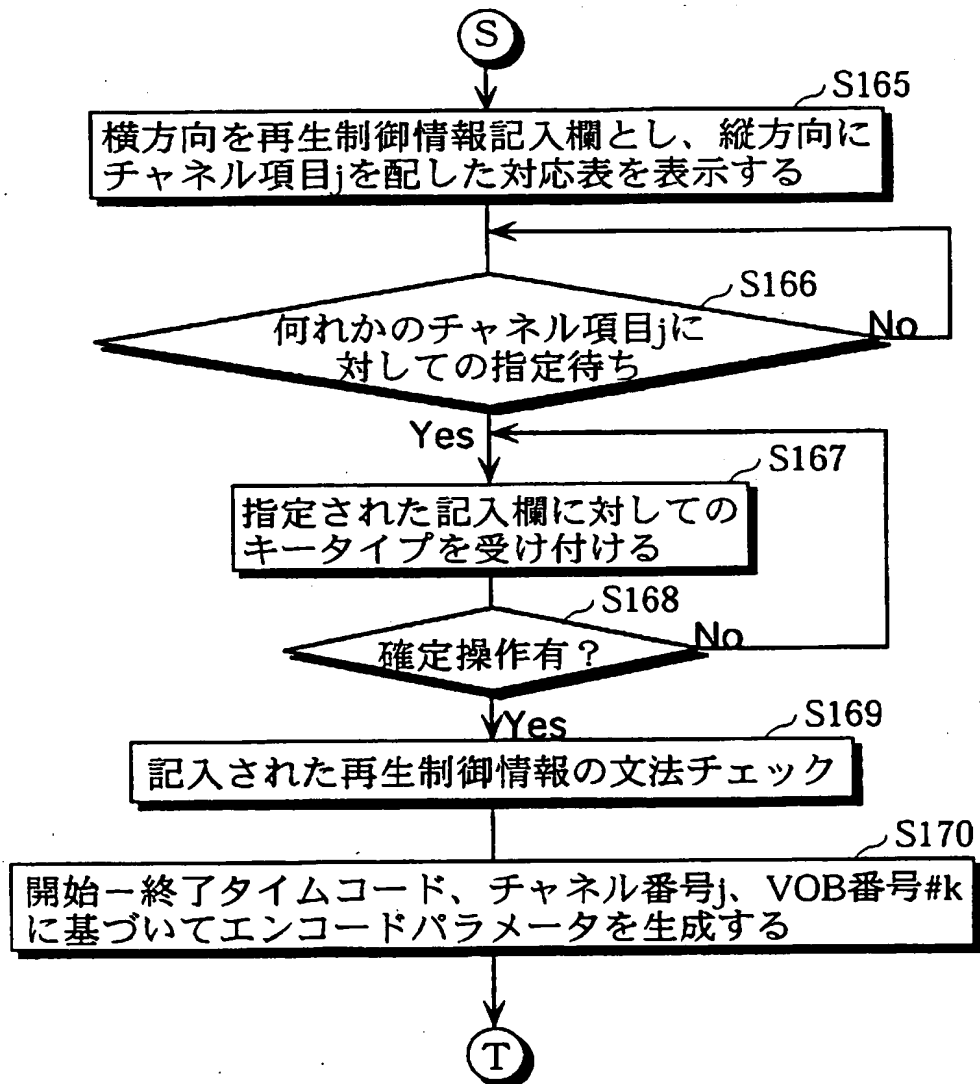 S
S165
横方向を再生制御情報記入欄とし、縦方向に
チャネル項目jを配した対応表を表示する
S166
何れかのチャネル項目jに
対しての指定待ち
No
Yes
S167
指定された記入欄に対しての
キータイプを受け付ける
S168
確定操作有？
No
Yes
S169
記入された再生制御情報の文法チェック
S170
開始－終了タイムコード、チャネル番号j、VOB番号#k
に基づいてエンコードパラメータを生成する
T